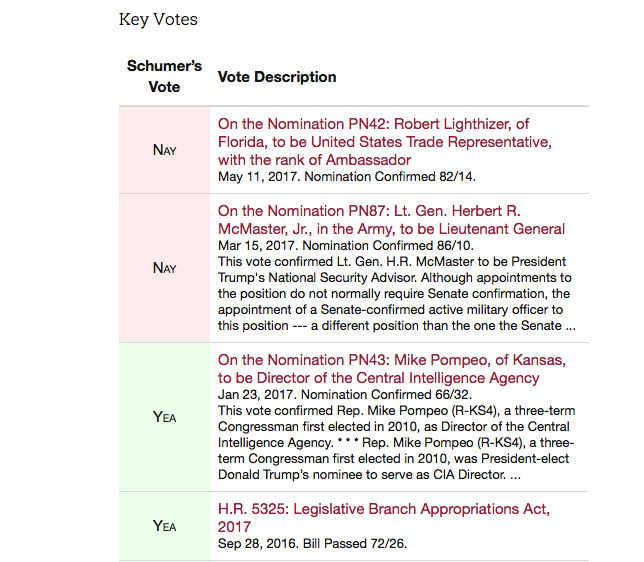 Key Votes
Schumer's
Vote
Vote Description
NAY
On the Nomination PN42: Robert Lighthizer, of
Florida, to be United States Trade Representative,
with the rank of Ambassador
May 11, 2017. Nomination Confirmed 82/14.
NAY
On the Nomination PN87: Lt. Gen. Herbert R.
McMaster, Jr., in the Army, to be Lieutenant General
Mar 15, 2017. Nomination Confirmed 86/10.
This vote confirmed Lt. Gen. H.R. McMaster to be President
Trump's National Security Advisor. Although appointments to
the position do not normally require Senate confirmation, the
appointment of a Senate-confirmed active military officer to
this position --- a different position than the one the Senate ...
YEA
On the Nomination PN43: Mike Pompeo, of Kansas,
to be Director of the Central Intelligence Agency
Jan 23, 2017. Nomination Confirmed 66/32.
This vote confirmed Rep. Mike Pompeo (R-KS4), a three-term
Congressman first elected in 2010, as Director of the Central
Intelligence Agency. * * * Rep. Mike Pompeo (R-KS4), a three-
term Congressman first elected in 2010, was President-elect
Donald Trump's nominee to serve as CIA Director. ...
YEA
H.R. 5325: Legislative Branch Appropriations Act,
2017
Sep 28, 2016. Bill Passed 72/26.